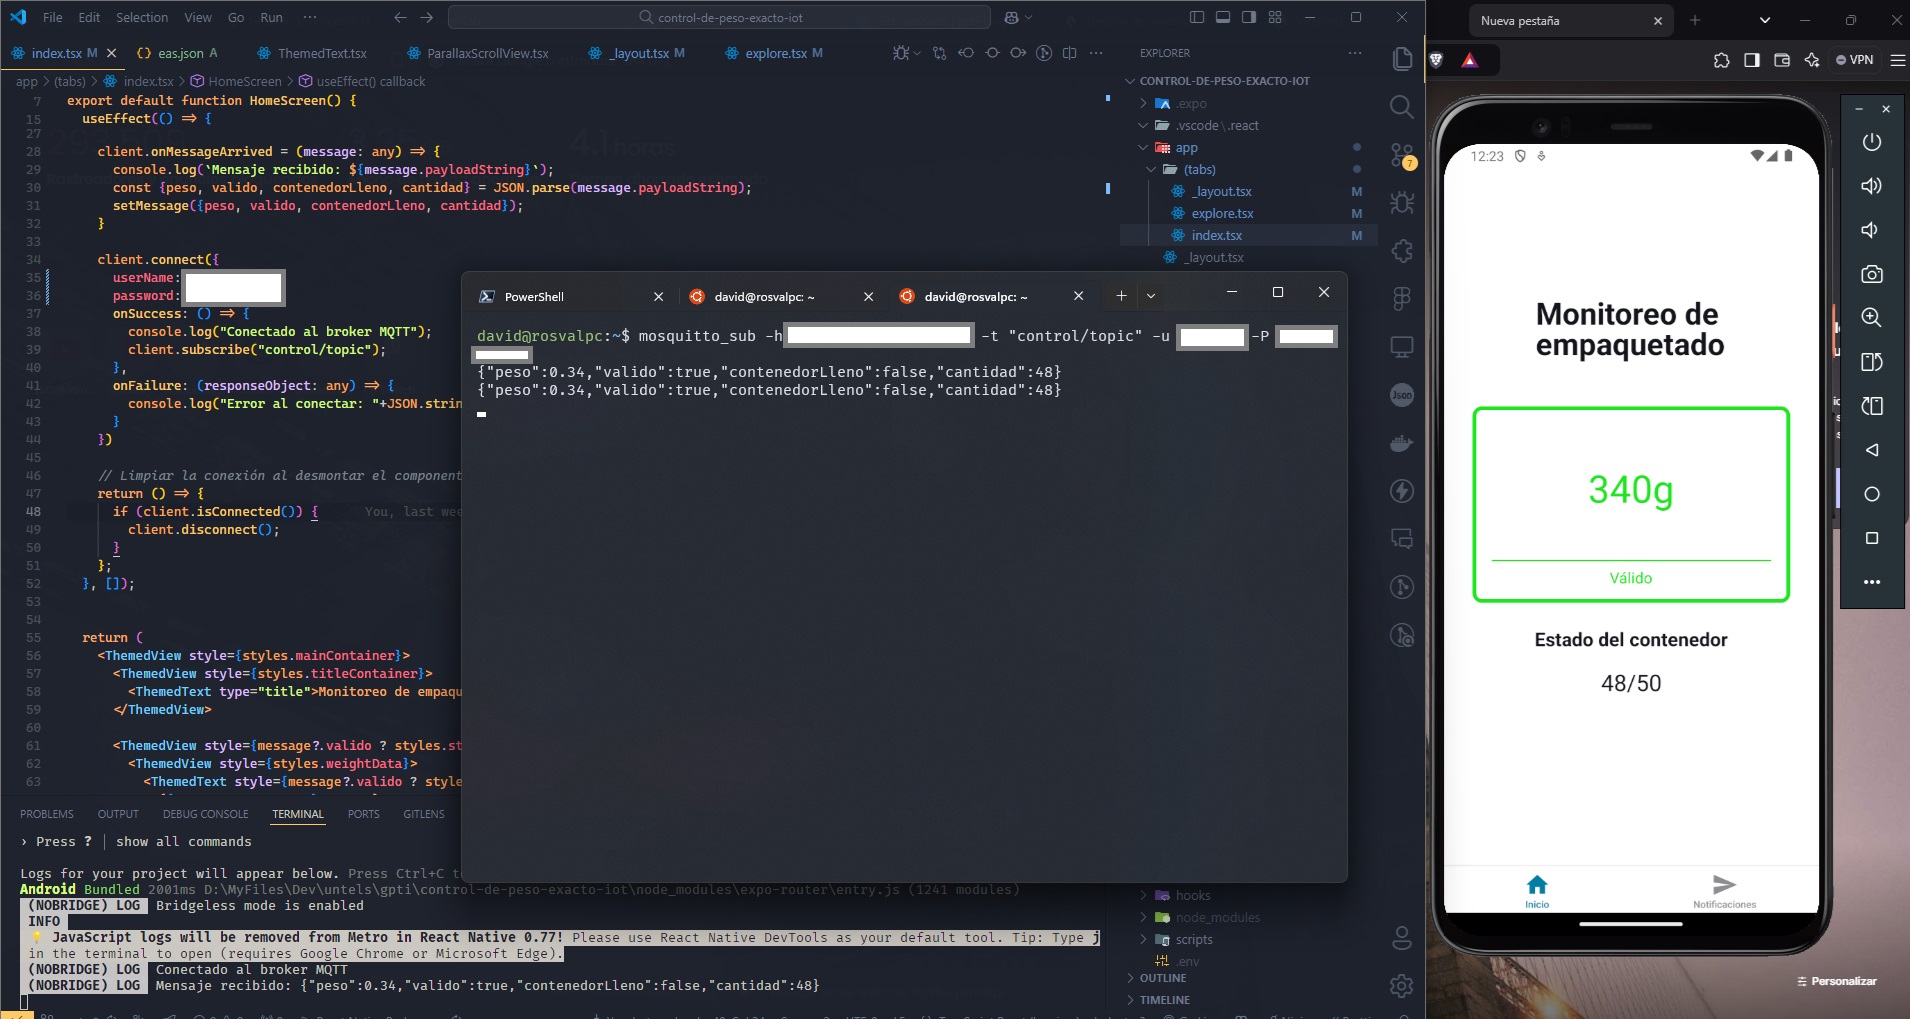 File Edit Selection View Go Run ··· control-de-peso-exacto-iot
index.tsx M eas.json A ThemedText.tsx ParallaxScrollView.tsx _layout.tsx M explore.tsx M
app > (tabs) > index.tsx > HomeScreen > useEffect() callback
7 export default function HomeScreen() {
15 useEffect(() => {
27
28 client.onMessageArrived = (message: any) => {
29 console.log(`Mensaje recibido: ${message.payloadString}`);
30 const {peso, valido, contenedorLleno, cantidad} = JSON.parse(message.payloadString);
31 setMessage({peso, valido, contenedorLleno, cantidad});
32 }
33
34 client.connect({
35 userName:
36 password:
37 onSuccess: () => {
38 console.log("Conectado al broker MQTT");
39 client.subscribe("control/topic");
40 },
41 onFailure: (responseObject: any) => {
42 console.log("Error al conectar: "+JSON.strin
43 }
44 })
45
46 // Limpiar la conexión al desmontar el component
47 return () => {
48 if (client.isConnected()) { You, last wee
49 client.disconnect();
50 }
51 };
52 }, []);
53
54
55 return (
56 <ThemedView style={styles.mainContainer}>
57 <ThemedView style={styles.titleContainer}>
58 <ThemedText type="title">Monitoreo de empaqu
59 </ThemedView>
60
61 <ThemedView style={message?.valido ? styles.st
62 <ThemedView style={styles.weightData}>
63 <ThemedText style={message?.valido ? style
PROBLEMS OUTPUT DEBUG CONSOLE TERMINAL PORTS GITLENS
› Press ? │ show all commands
Logs for your project will appear below. Press Ctrl+C t
Android Bundled 2001ms D:\MyFiles\Dev\untels\gpti\control-de-peso-exacto-iot\node_modules\expo-router\entry.js (1241 modules)
(NOBRIDGE) LOG Bridgeless mode is enabled
INFO
💡 JavaScript logs will be removed from Metro in React Native 0.77! Please use React Native DevTools as your default tool. Tip: Type j
in the terminal to open (requires Google Chrome or Microsoft Edge).
(NOBRIDGE) LOG Conectado al broker MQTT
(NOBRIDGE) LOG Mensaje recibido: {"peso":0.34,"valido":true,"contenedorLleno":false,"cantidad":48}
PowerShell david@rosvalpc: ~ david@rosvalpc: ~
david@rosvalpc:~$ mosquitto_sub -h -t "control/topic" -u -P
{"peso":0.34,"valido":true,"contenedorLleno":false,"cantidad":48}
{"peso":0.34,"valido":true,"contenedorLleno":false,"cantidad":48}
EXPLORER ···
CONTROL-DE-PESO-EXACTO-IOT
.expo
.vscode \ .react
app
(tabs)
_layout.tsx M
explore.tsx M
index.tsx M
_layout.tsx
hooks
node_modules
scripts
.env
OUTLINE
TIMELINE
7
Json
Nueva pestaña
VPN
12:23
Monitoreo de
empaquetado
340g
Válido
Estado del contenedor
48/50
Inicio Notificaciones
Personalizar